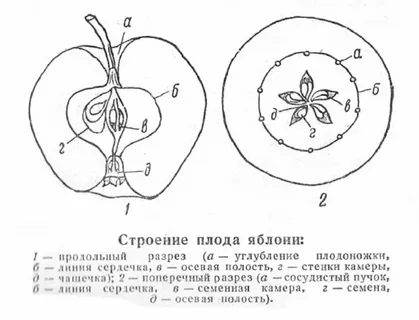 а
б
в
г
д
1
а
б
в
г
д
2
Строение плода яблони:
1 — продольный разрез (а — углубление плодоножки,
б — линия сердечка, в — осевая полость, г — стенки камеры,
д — чашечка); 2 — поперечный разрез (а — сосудистый пучок,
б — линия сердечка, в — семенная камера, г — семена,
д — осевая полость).